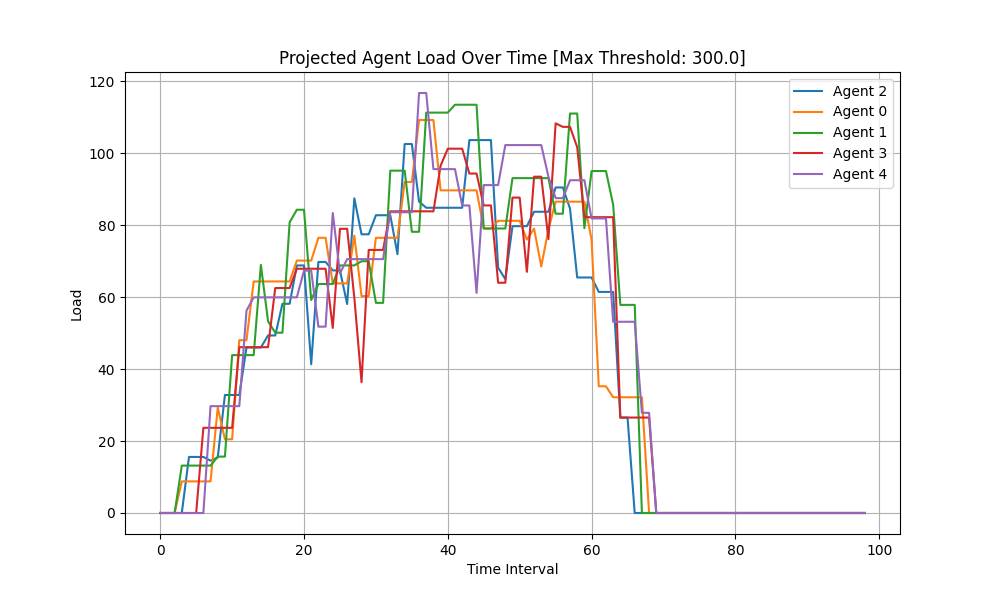 Projected Agent Load Over Time [Max Threshold: 300.0]
Load
120
100
80
60
40
20
0
0 20 40 60 80 100
Time Interval
Agent 2
Agent 0
Agent 1
Agent 3
Agent 4